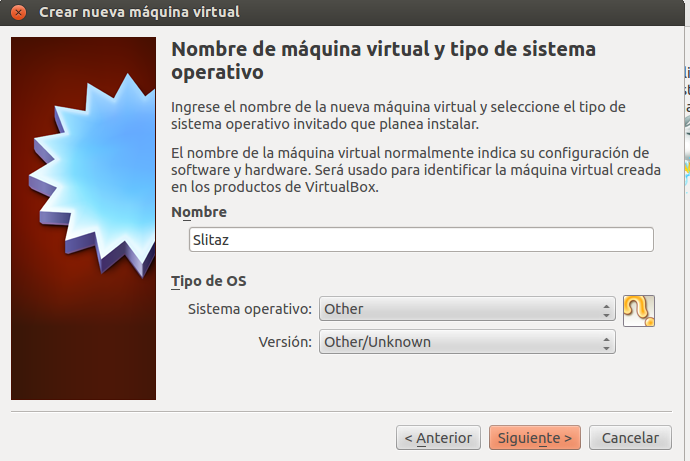 Crear nueva máquina virtual
Nombre de máquina virtual y tipo de sistema
operativo
Ingrese el nombre de la nueva máquina virtual y seleccione el tipo de
sistema operativo invitado que planea instalar.
El nombre de la máquina virtual normalmente indica su configuración de
software y hardware. Será usado para identificar la máquina virtual creada
en los productos de VirtualBox.
Nombre
Slitaz
Tipo de OS
Sistema operativo: Other
Versión: Other/Unknown
< Anterior Siguiente > Cancelar